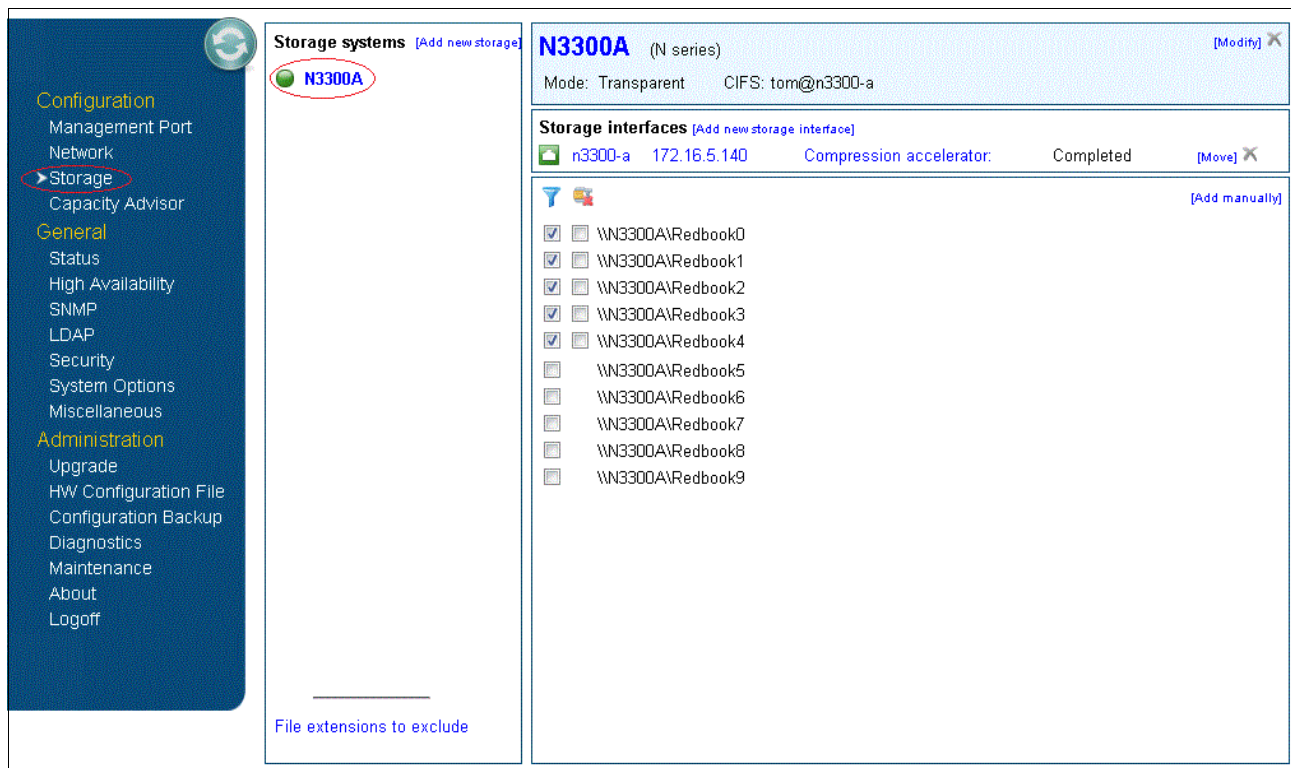 Configuration
Management Port
Network
Storage
Capacity Advisor
General
Status
High Availability
SNMP
LDAP
Security
System Options
Miscellaneous
Administration
Upgrade
HW Configuration File
Configuration Backup
Diagnostics
Maintenance
About
Logoff
Storage systems [Add new storage]
N3300A
File extensions to exclude
N3300A (N series) [Modify]
Mode: Transparent CIFS: tom@n3300-a
Storage interfaces [Add new storage interface]
n3300-a 172.16.5.140 Compression accelerator: Completed [Move]
[Add manually]
\\N3300A\Redbook0
\\N3300A\Redbook1
\\N3300A\Redbook2
\\N3300A\Redbook3
\\N3300A\Redbook4
\\N3300A\Redbook5
\\N3300A\Redbook6
\\N3300A\Redbook7
\\N3300A\Redbook8
\\N3300A\Redbook9